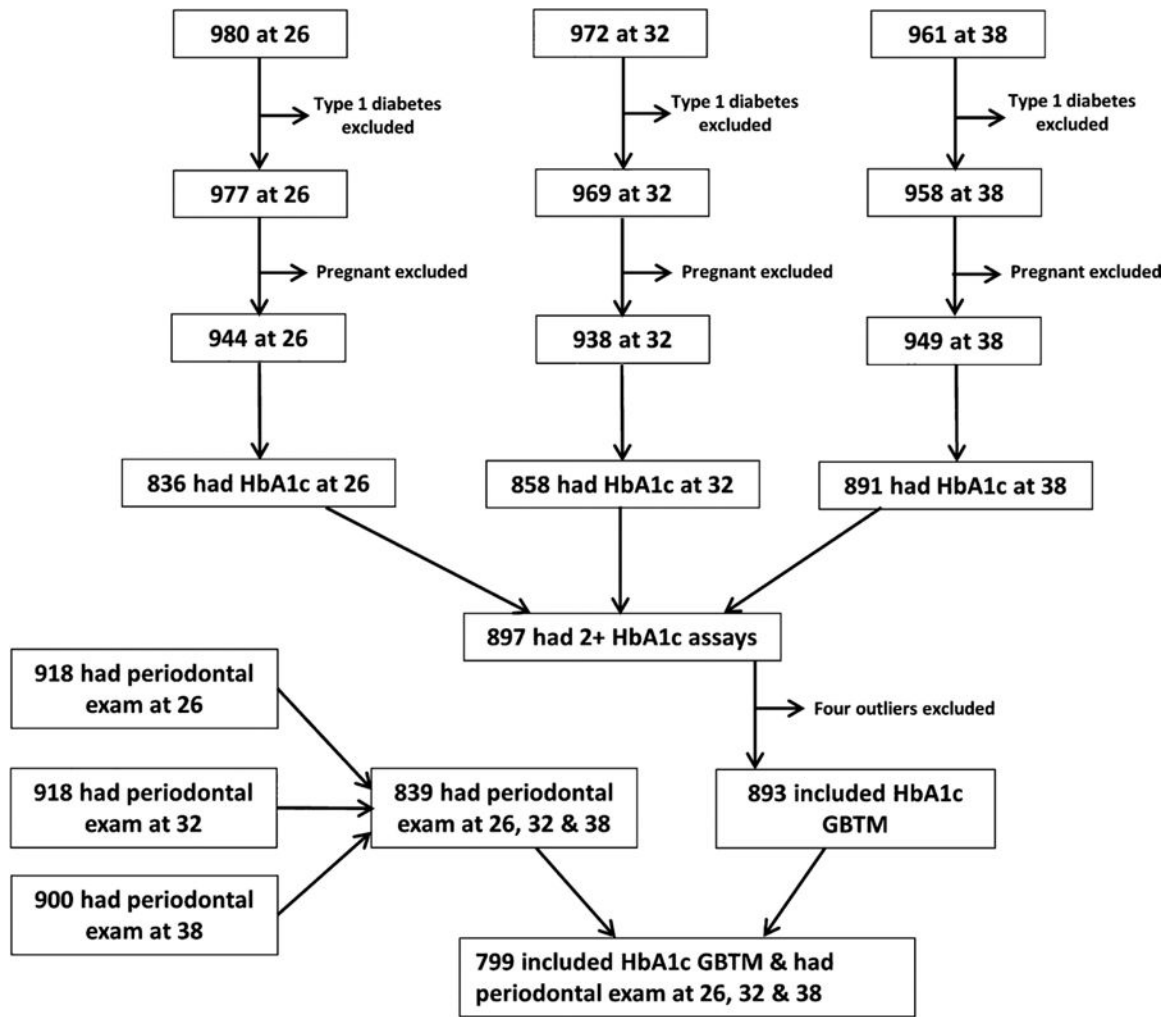 980 at 26
972 at 32
961 at 38
Type 1 diabetes
excluded
Type 1 diabetes
excluded
Type 1 diabetes
excluded
977 at 26
969 at 32
958 at 38
Pregnant excluded
Pregnant excluded
Pregnant excluded
944 at 26
938 at 32
949 at 38
836 had HbA1c at 26
858 had HbA1c at 32
891 had HbA1c at 38
897 had 2+ HbA1c assays
Four outliers excluded
918 had periodontal
exam at 26
918 had periodontal
exam at 32
900 had periodontal
exam at 38
839 had periodontal
exam at 26, 32 & 38
893 included HbA1c
GBTM
799 included HbA1c GBTM & had
periodontal exam at 26, 32 & 38